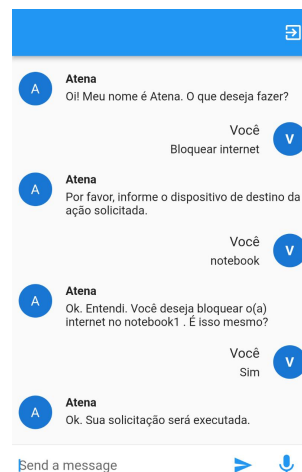 Atena
A
Oi! Meu nome é Atena. O que deseja fazer?
Você
V
Bloquear internet
Atena
A
Por favor, informe o dispositivo de destino da
ação solicitada.
Você
V
notebook
Atena
A
Ok. Entendi. Você deseja bloquear o(a)
internet no notebook1 . É isso mesmo?
Você
V
Sim
Atena
A
Ok. Sua solicitação será executada.
Send a message